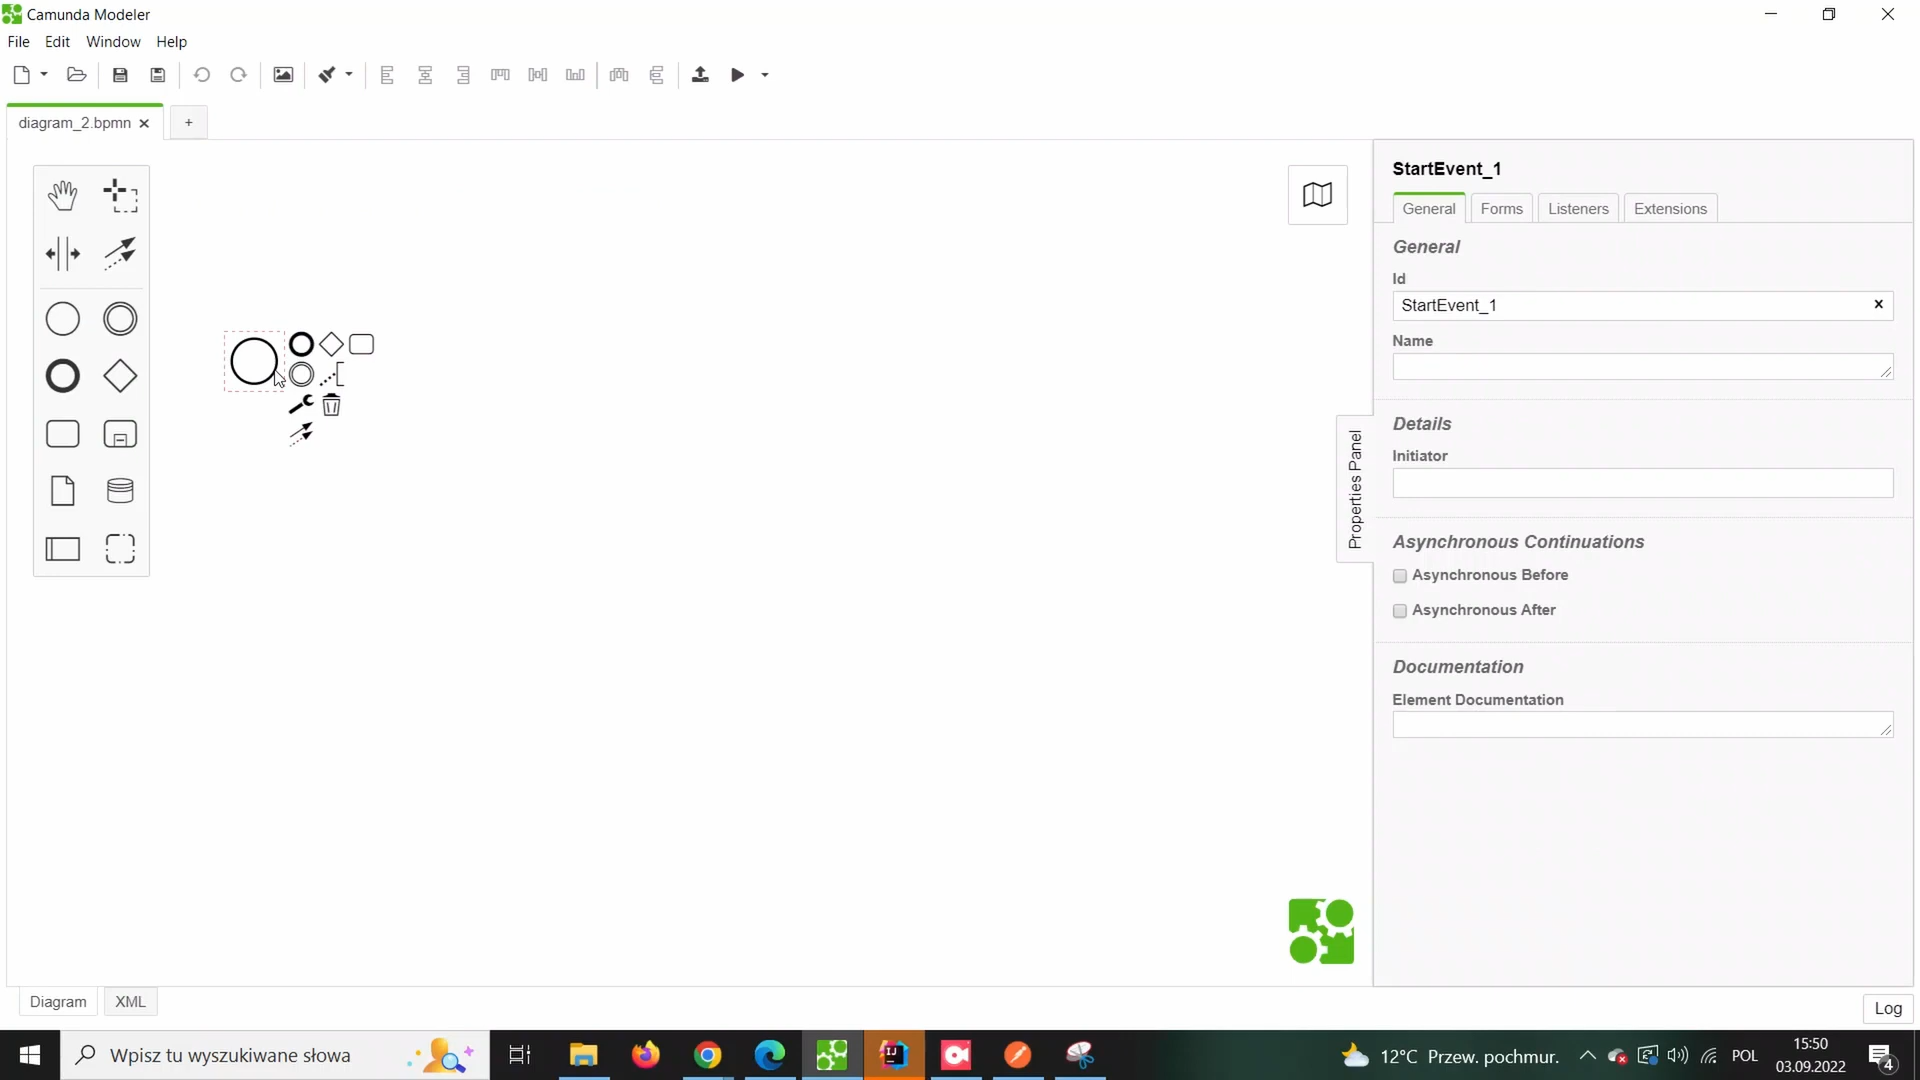 Camunda Modeler
File Edit Window Help
diagram_2.bpmn
+
StartEvent_1
General Forms Listeners Extensions
General
Id
StartEvent_1
Name
Details
Initiator
Properties Panel
Asynchronous Continuations
Asynchronous Before
Asynchronous After
Documentation
Element Documentation
Diagram XML
Log
Wpisz tu wyszukiwane słowa
IJ
12°C Przew. pochmur.
POL
15:50
03.09.2022
4